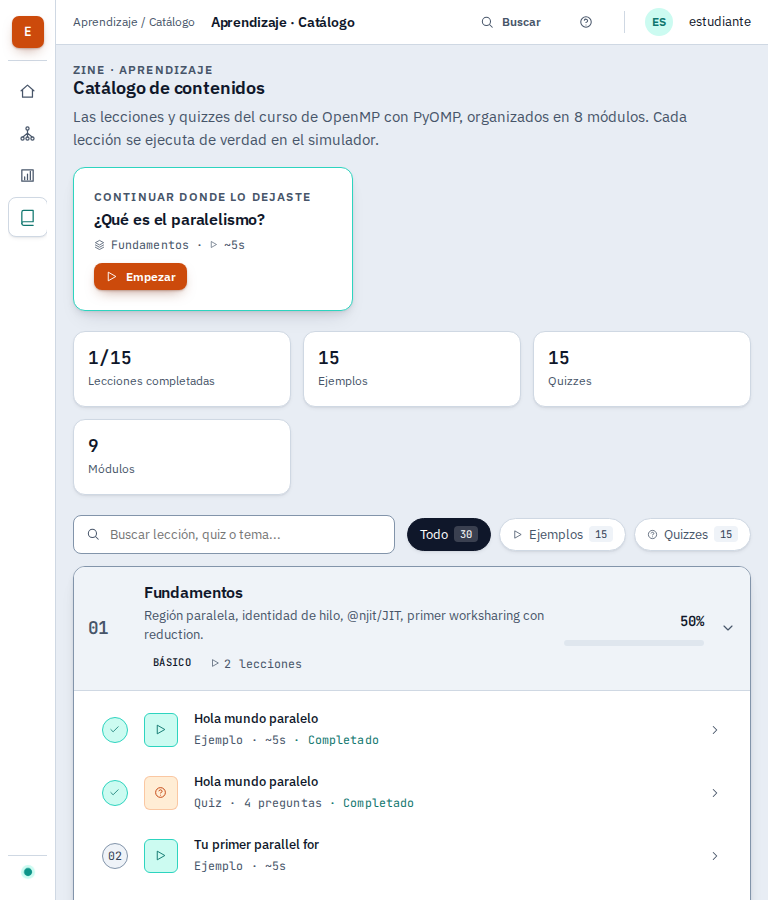 E
Aprendizaje / Catálogo
Aprendizaje · Catálogo
Buscar
ES
estudiante
ZINE · APRENDIZAJE
Catálogo de contenidos
Las lecciones y quizzes del curso de OpenMP con PyOMP, organizados en 8 módulos. Cada
lección se ejecuta de verdad en el simulador.
CONTINUAR DONDE LO DEJASTE
¿Qué es el paralelismo?
Fundamentos · ~5s
Empezar
1/15
Lecciones completadas
15
Ejemplos
15
Quizzes
9
Módulos
Buscar lección, quiz o tema...
Todo 30
Ejemplos 15
Quizzes 15
01
Fundamentos
Región paralela, identidad de hilo, @njit/JIT, primer worksharing con
reduction.
BÁSICO
2 lecciones
50%
Hola mundo paralelo
Ejemplo · ~5s · Completado
Hola mundo paralelo
Quiz · 4 preguntas · Completado
02
Tu primer parallel for
Ejemplo · ~5s